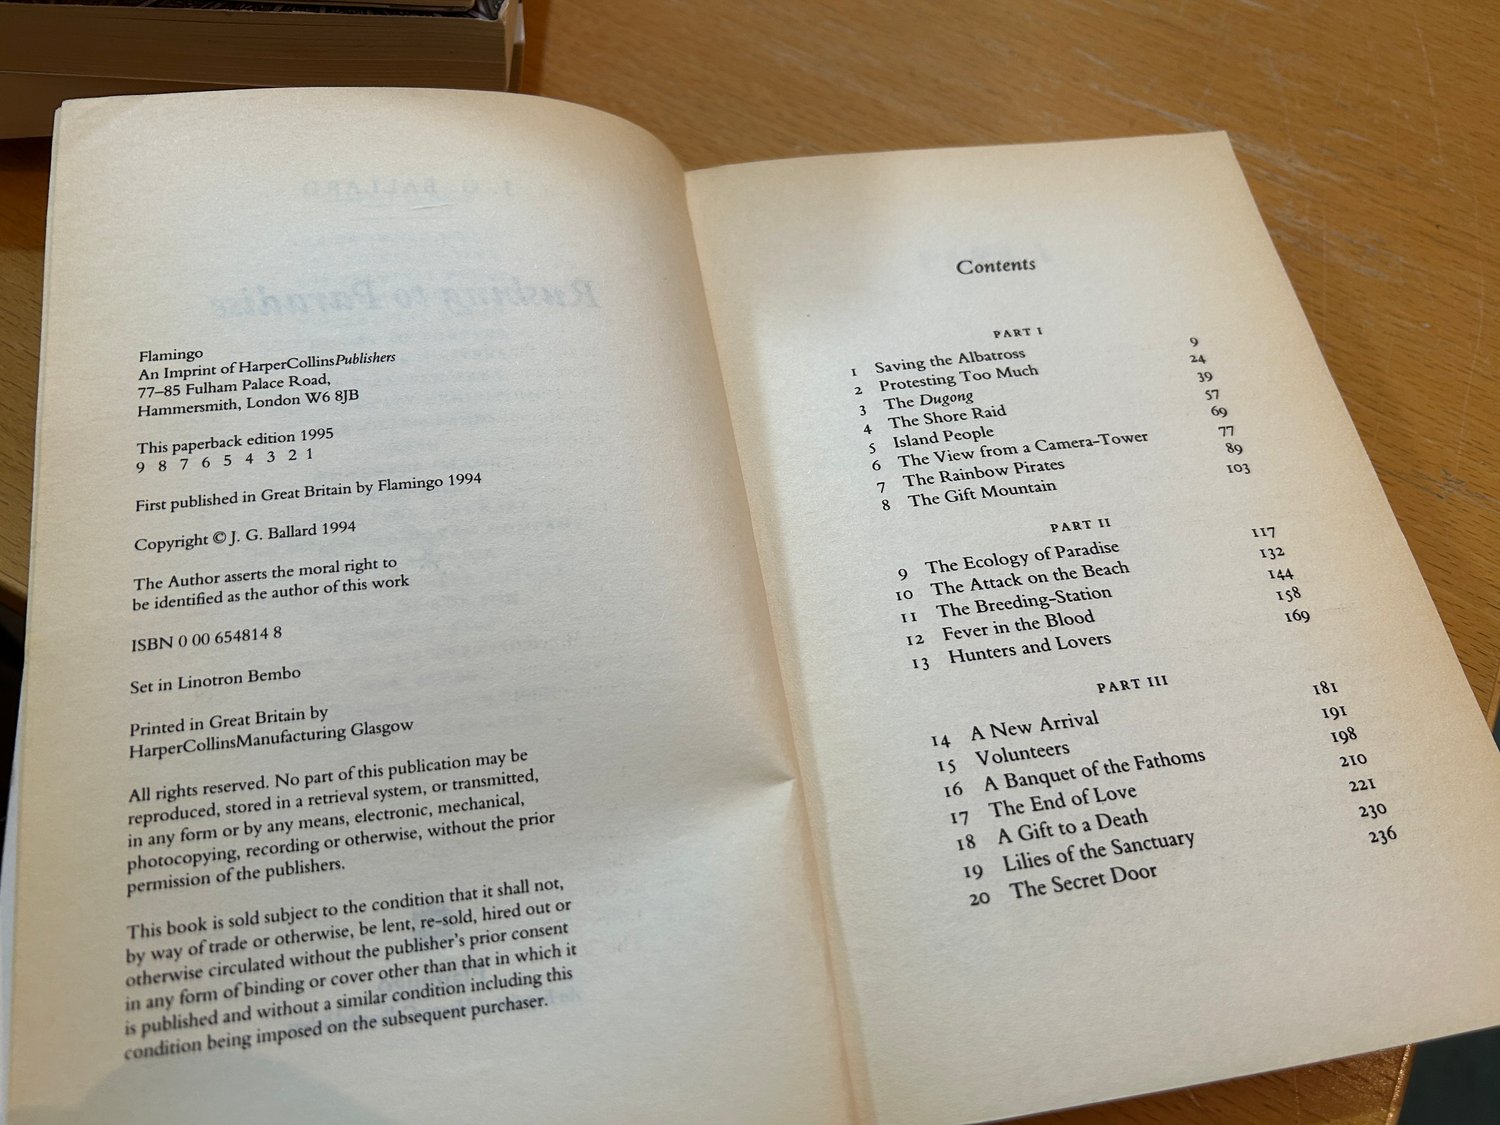 Flamingo
An Imprint of HarperCollinsPublishers
77–85 Fulham Palace Road,
Hammersmith, London W6 8JB
This paperback edition 1995
9 8 7 6 5 4 3 2 1
First published in Great Britain by Flamingo 1994
Copyright © J. G. Ballard 1994
The Author asserts the moral right to
be identified as the author of this work
ISBN 0 00 654814 8
Set in Linotron Bembo
Printed in Great Britain by
HarperCollinsManufacturing Glasgow
All rights reserved. No part of this publication may be
reproduced, stored in a retrieval system, or transmitted,
in any form or by any means, electronic, mechanical,
photocopying, recording or otherwise, without the prior
permission of the publishers.
This book is sold subject to the condition that it shall not,
by way of trade or otherwise, be lent, re-sold, hired out or
otherwise circulated without the publisher's prior consent
in any form of binding or cover other than that in which it
is published and without a similar condition including this
condition being imposed on the subsequent purchaser.
Contents
PART I
1 Saving the Albatross 9
2 Protesting Too Much 24
3 The Dugong 39
4 The Shore Raid 57
5 Island People 69
6 The View from a Camera-Tower 77
7 The Rainbow Pirates 89
8 The Gift Mountain 103
PART II
9 The Ecology of Paradise 117
10 The Attack on the Beach 132
11 The Breeding-Station 144
12 Fever in the Blood 158
13 Hunters and Lovers 169
PART III
14 A New Arrival 181
15 Volunteers 191
16 A Banquet of the Fathoms 198
17 The End of Love 210
18 A Gift to a Death 221
19 Lilies of the Sanctuary 230
20 The Secret Door 236